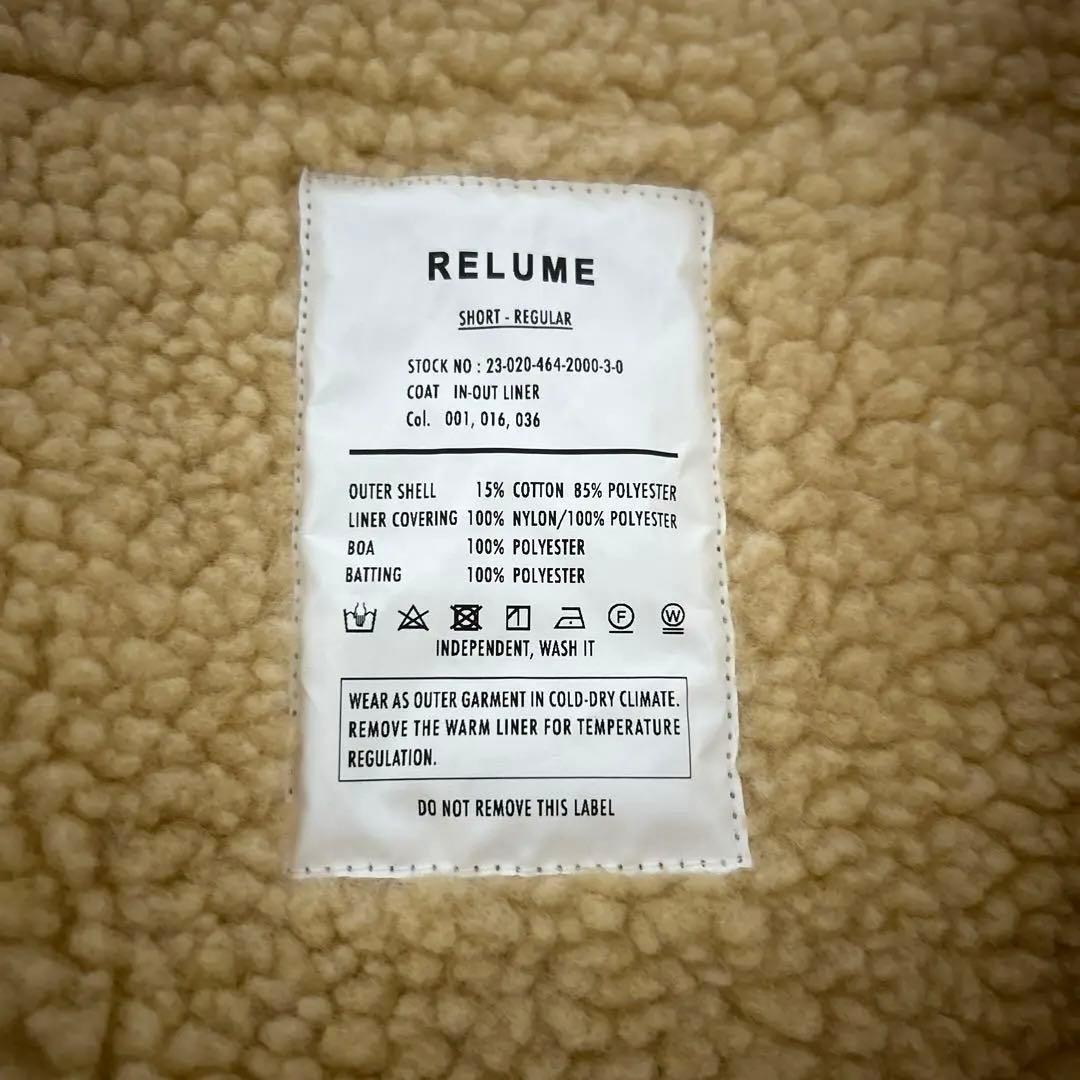 RELUME
SHORT - REGULAR
STOCK NO : 23-020-464-2000-3-0
COAT IN-OUT LINER
Col. 001, 016, 036
OUTER SHELL 15% COTTON 85% POLYESTER
LINER COVERING 100% NYLON/100% POLYESTER
BOA 100% POLYESTER
BATTING 100% POLYESTER
F W
INDEPENDENT, WASH IT
WEAR AS OUTER GARMENT IN COLD-DRY CLIMATE.
REMOVE THE WARM LINER FOR TEMPERATURE
REGULATION.
DO NOT REMOVE THIS LABEL